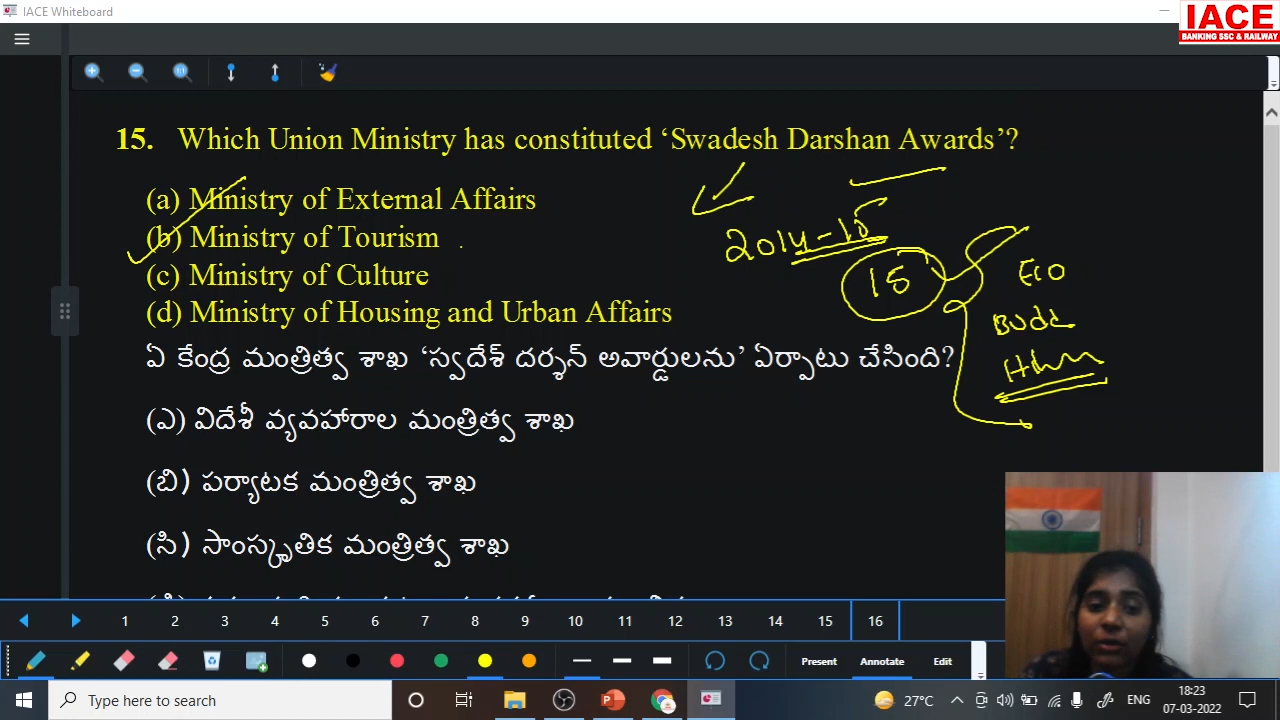 IACE Whiteboard
IACE
BANKING SSC & RAILWAY
15. Which Union Ministry has constituted ‘Swadesh Darshan Awards’?
(a) Ministry of External Affairs
(b) Ministry of Tourism
(c) Ministry of Culture
(d) Ministry of Housing and Urban Affairs
2014-15
15
Eco
Budd
ఏ కేంద్ర మంత్రిత్వ శాఖ ‘స్వదేశ్ దర్శన్ అవార్డులను’ ఏర్పాటు చేసింది?
(ఎ) విదేశీ వ్యవహారాల మంత్రిత్వ శాఖ
(బి) పర్యాటక మంత్రిత్వ శాఖ
(సి) సాంస్కృతిక మంత్రిత్వ శాఖ
1 2 3 4 5 6 7 8 9 10 11 12 13 14 15 16
Present Annotate Edit
Type here to search
27°C ENG 18:23
07-03-2022